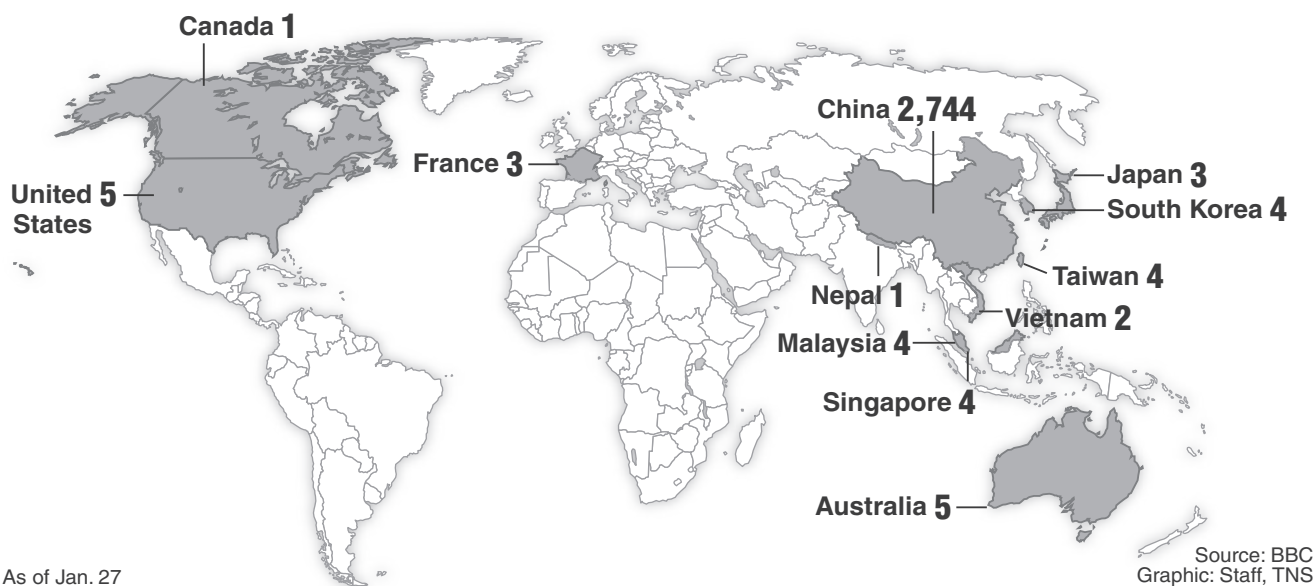 Canada 1
China 2,744
France 3
Japan 3
United 5
States
South Korea 4
Taiwan 4
Nepal 1
Vietnam 2
Malaysia 4
Singapore 4
Australia 5
As of Jan. 27
Source: BBC
Graphic: Staff, TNS